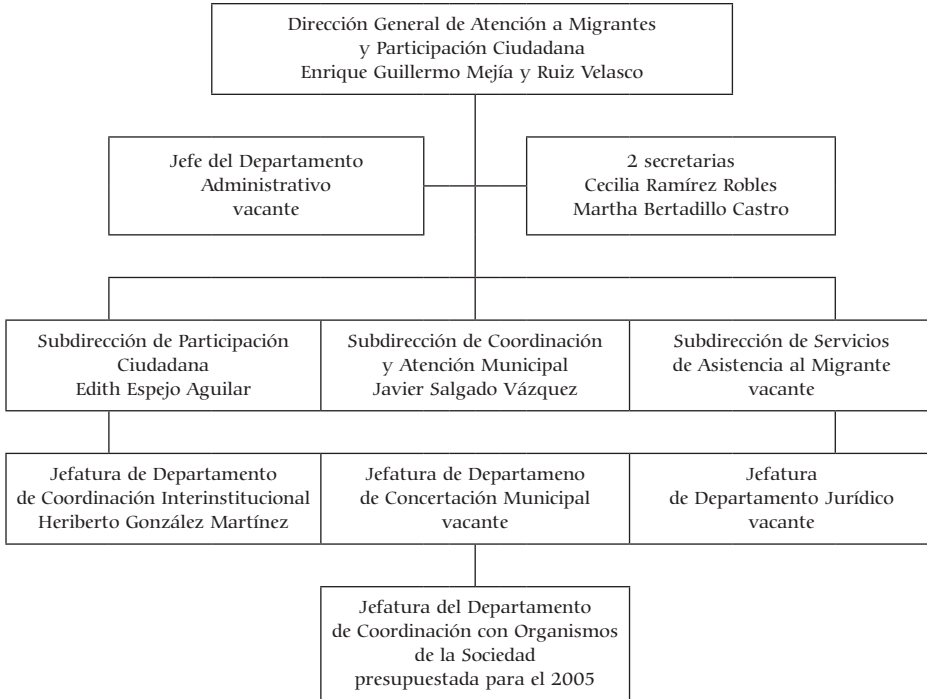 Dirección General de Atención a Migrantes
y Participación Ciudadana
Enrique Guillermo Mejía y Ruiz Velasco
Jefe del Departamento
Administrativo
vacante
2 secretarias
Cecilia Ramírez Robles
Martha Bertadillo Castro
Subdirección de Participación
Ciudadana
Edith Espejo Aguilar
Subdirección de Coordinación
y Atención Municipal
Javier Salgado Vázquez
Subdirección de Servicios
de Asistencia al Migrante
vacante
Jefatura de Departamento
de Coordinación Interinstitucional
Heriberto González Martínez
Jefatura de Departameno
de Concertación Municipal
vacante
Jefatura
de Departamento Jurídico
vacante
Jefatura del Departamento
de Coordinación con Organismos
de la Sociedad
presupuestada para el 2005